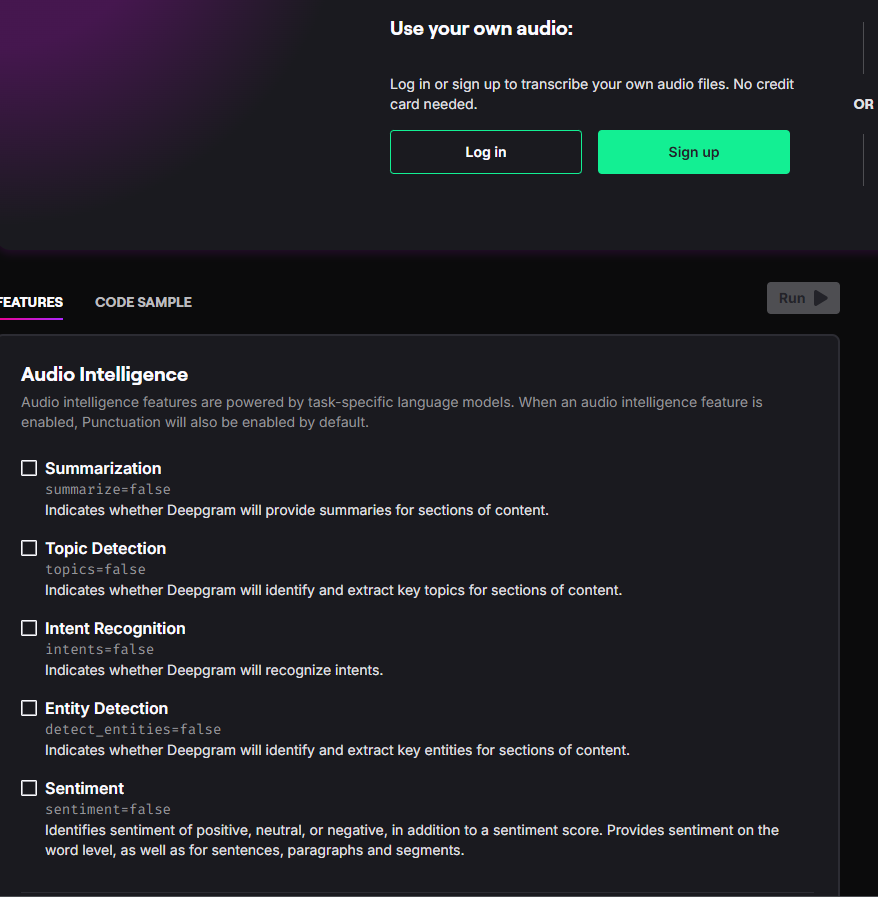 Use your own audio:
Log in or sign up to transcribe your own audio files. No credit
card needed.
OR
Log in
Sign up
FEATURES
CODE SAMPLE
Run
Audio Intelligence
Audio intelligence features are powered by task-specific language models. When an audio intelligence feature is
enabled, Punctuation will also be enabled by default.
Summarization
summarize=false
Indicates whether Deepgram will provide summaries for sections of content.
Topic Detection
topics=false
Indicates whether Deepgram will identify and extract key topics for sections of content.
Intent Recognition
intents=false
Indicates whether Deepgram will recognize intents.
Entity Detection
detect_entities=false
Indicates whether Deepgram will identify and extract key entities for sections of content.
Sentiment
sentiment=false
Identifies sentiment of positive, neutral, or negative, in addition to a sentiment score. Provides sentiment on the
word level, as well as for sentences, paragraphs and segments.